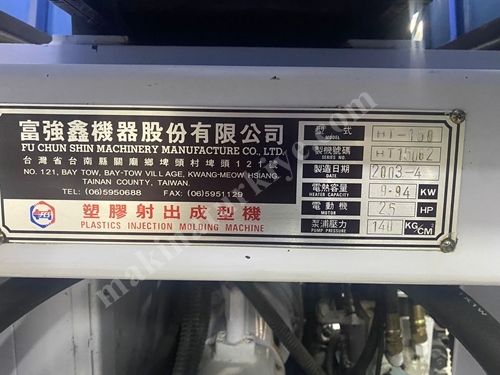 富強鑫機器股份有限公司
FU CHUN SHIN MACHINERY MANUFACTURE CO., LTD.
台灣省台南縣關廟鄉埤頭村埤頭121號
NO. 121, BAY TOW, BAY-TOW VILLAGE, KWANG-MEOW HSIANG,
TAINAN COUNTY, TAIWAN.
TEL: (06)5950688 FAX: (06)5951129
塑膠射出成型機
PLASTICS INJECTION MOLDING MACHINE
型式 HT-150
MODEL
製機號碼 HT15002
SERIES NO.
製造日期 2003-4
DATE
電熱容量 9.94 KW
HEATER CAPACITY
電動機 25 HP
MOTOR
泵浦壓力 140 KG/CM
PUMP PRESSURE
makinaturkiye.com